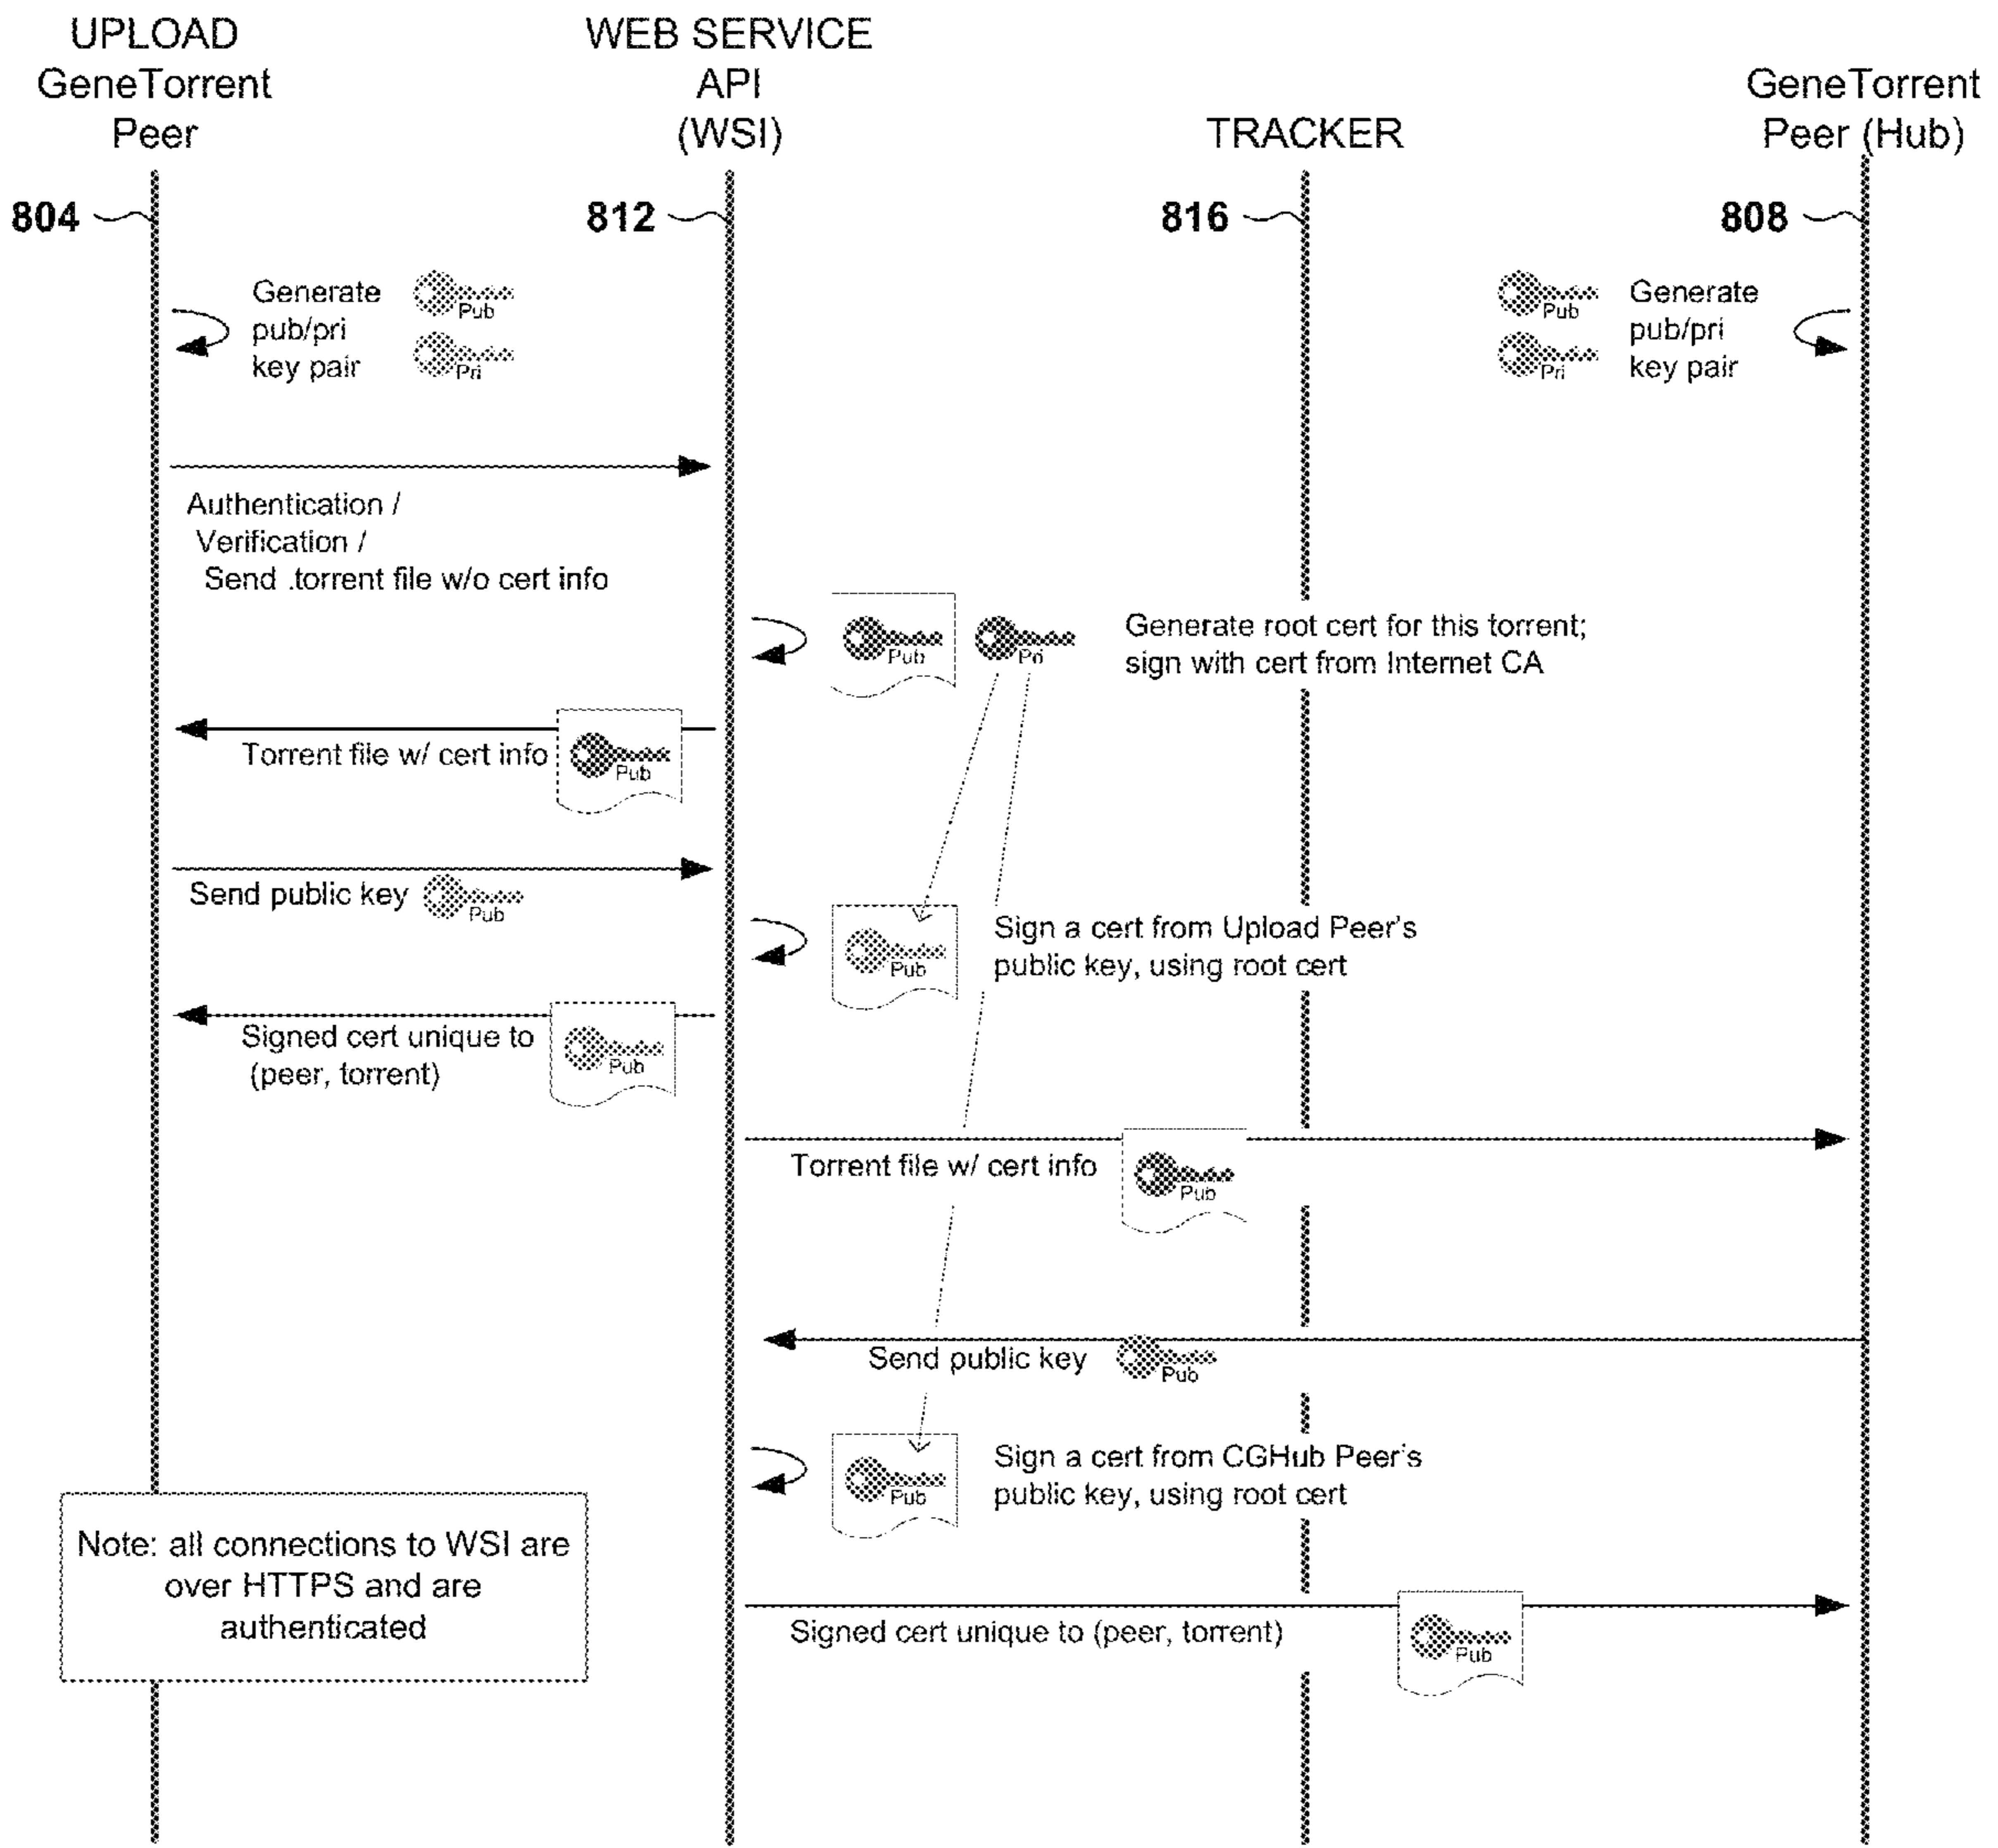 UPLOAD
GeneTorrent
Peer
WEB SERVICE
API
(WSI)
TRACKER
GeneTorrent
Peer (Hub)
804
812
816
808
Generate
pub/pri
key pair
Pub
Pri
Pub
Pri
Generate
pub/pri
key pair
Authentication /
Verification /
Send .torrent file w/o cert info
Pub
Pri
Generate root cert for this torrent;
sign with cert from Internet CA
Torrent file w/ cert info
Pub
Send public key
Pub
Pub
Sign a cert from Upload Peer's
public key, using root cert
Signed cert unique to
(peer, torrent)
Pub
Torrent file w/ cert info
Pub
Send public key
Pub
Pub
Sign a cert from CGHub Peer's
public key, using root cert
Note: all connections to WSI are
over HTTPS and are
authenticated
Signed cert unique to (peer, torrent)
Pub